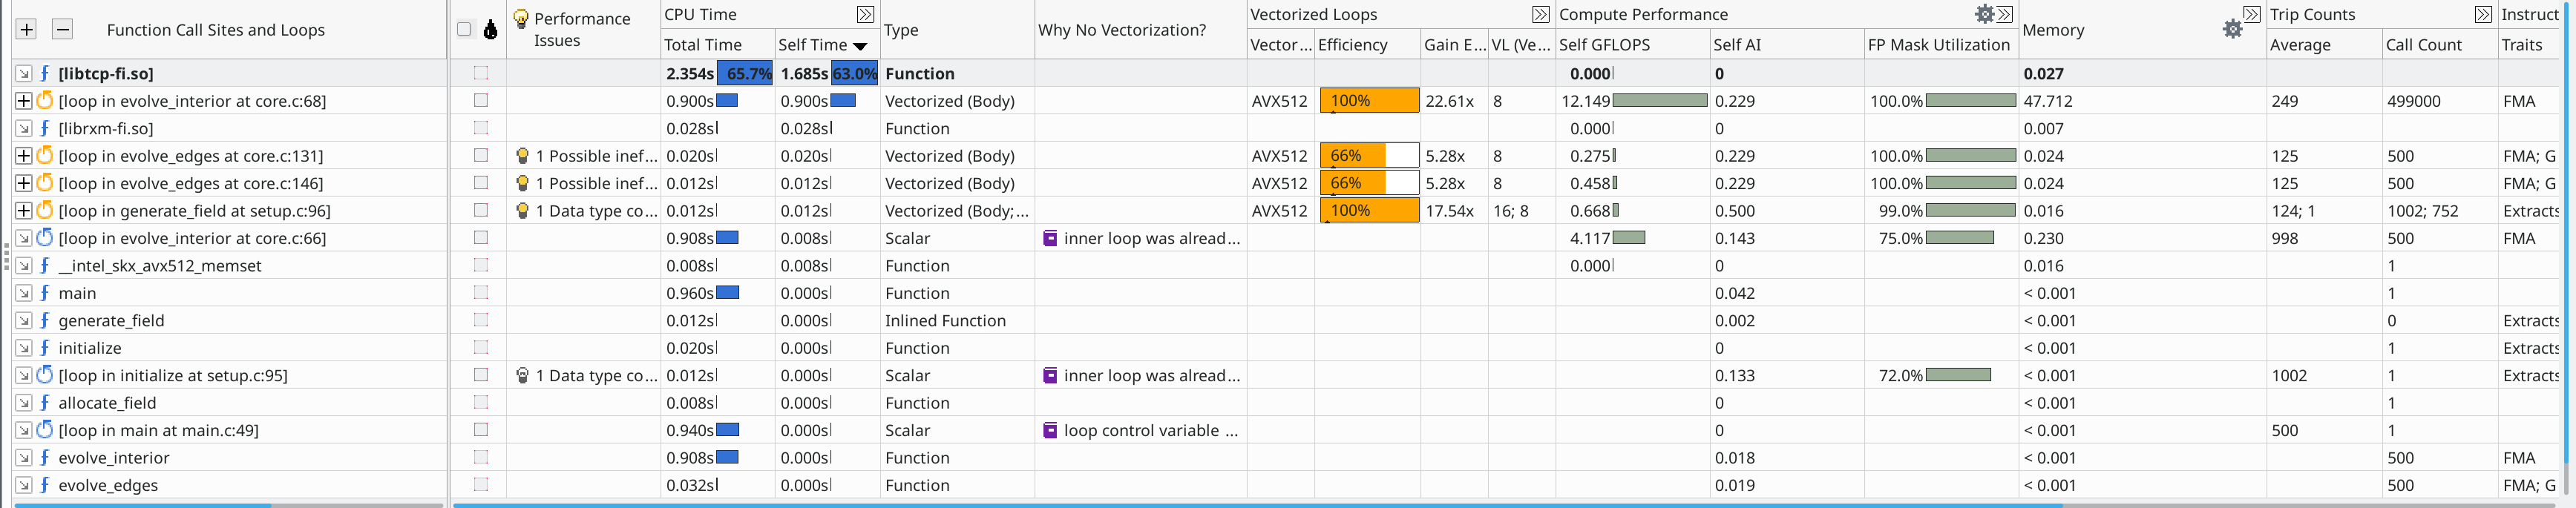 Function Call Sites and Loops Performance Issues CPU Time Type Why No Vectorization? Vectorized Loops Compute Performance Memory Trip Counts Instruct
Total Time Self Time Vector... Efficiency Gain E... VL (Ve... Self GFLOPS Self AI FP Mask Utilization Average Call Count Traits
[libtcp-fi.so] 2.354s 65.7% 1.685s 63.0% Function 0.000 0 0.027
[loop in evolve_interior at core.c:68] 0.900s 0.900s Vectorized (Body) AVX512 100% 22.61x 8 12.149 0.229 100.0% 47.712 249 499000 FMA
[librxm-fi.so] 0.028s 0.028s Function 0.000 0 0.007
[loop in evolve_edges at core.c:131] 1 Possible inef... 0.020s 0.020s Vectorized (Body) AVX512 66% 5.28x 8 0.275 0.229 100.0% 0.024 125 500 FMA; G
[loop in evolve_edges at core.c:146] 1 Possible inef... 0.012s 0.012s Vectorized (Body) AVX512 66% 5.28x 8 0.458 0.229 100.0% 0.024 125 500 FMA; G
[loop in generate_field at setup.c:96] 1 Data type co... 0.012s 0.012s Vectorized (Body;... AVX512 100% 17.54x 16; 8 0.668 0.500 99.0% 0.016 124; 1 1002; 752 Extracts
[loop in evolve_interior at core.c:66] 0.908s 0.008s Scalar inner loop was alread... 4.117 0.143 75.0% 0.230 998 500 FMA
__intel_skx_avx512_memset 0.008s 0.008s Function 0.000 0 0.016 1
main 0.960s 0.000s Function 0.042 < 0.001 1
generate_field 0.012s 0.000s Inlined Function 0.002 < 0.001 0 Extracts
initialize 0.020s 0.000s Function 0 < 0.001 1 Extracts
[loop in initialize at setup.c:95] 1 Data type co... 0.012s 0.000s Scalar inner loop was alread... 0.133 72.0% < 0.001 1002 1 Extracts
allocate_field 0.008s 0.000s Function 0 < 0.001 1
[loop in main at main.c:49] 0.940s 0.000s Scalar loop control variable ... 0 < 0.001 500 1
evolve_interior 0.908s 0.000s Function 0.018 < 0.001 500 FMA
evolve_edges 0.032s 0.000s Function 0.019 < 0.001 500 FMA; G